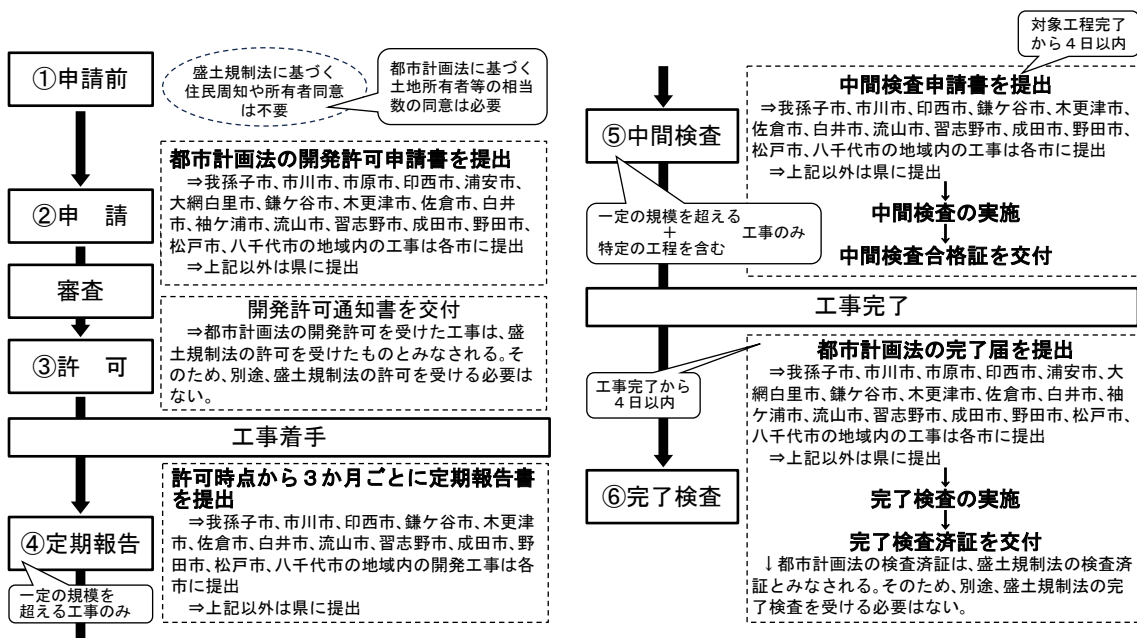 ①申請前
盛土規制法に基づく
住民周知や所有者同意
は不要
都市計画法に基づく
土地所有者等の相当
数の同意は必要
②申　請
都市計画法の開発許可申請書を提出
⇒我孫子市、市川市、市原市、印西市、浦安市、
大網白里市、鎌ケ谷市、木更津市、佐倉市、白井
市、袖ケ浦市、流山市、習志野市、成田市、野田市、
松戸市、八千代市の地域内の工事は各市に提出
⇒上記以外は県に提出
審査
③許　可
開発許可通知書を交付
⇒都市計画法の開発許可を受けた工事は、盛
土規制法の許可を受けたものとみなされる。そ
のため、別途、盛土規制法の許可を受ける必要は
ない。
工事着手
④定期報告
一定の規模を
超える工事のみ
許可時点から３か月ごとに定期報告書
を提出
⇒我孫子市、市川市、印西市、鎌ケ谷市、木更津
市、佐倉市、白井市、流山市、習志野市、成田市、野
田市、松戸市、八千代市の地域内の開発工事は各
市に提出
⇒上記以外は県に提出
対象工程完了
から４日以内
⑤中間検査
一定の規模を超える
＋
特定の工程を含む
工事のみ
中間検査申請書を提出
⇒我孫子市、市川市、印西市、鎌ケ谷市、木更津市、
佐倉市、白井市、流山市、習志野市、成田市、野田市、
松戸市、八千代市の地域内の工事は各市に提出
⇒上記以外は県に提出
↓
中間検査の実施
↓
中間検査合格証を交付
工事完了
工事完了から
４日以内
⑥完了検査
都市計画法の完了届を提出
⇒我孫子市、市川市、市原市、印西市、浦安市、大
網白里市、鎌ケ谷市、木更津市、佐倉市、白井市、袖
ケ浦市、流山市、習志野市、成田市、野田市、松戸市、
八千代市の地域内の工事は各市に提出
⇒上記以外は県に提出
↓
完了検査の実施
↓
完了検査済証を交付
↓都市計画法の検査済証は、盛土規制法の検査済
証とみなされる。そのため、別途、盛土規制法の完
了検査を受ける必要はない。